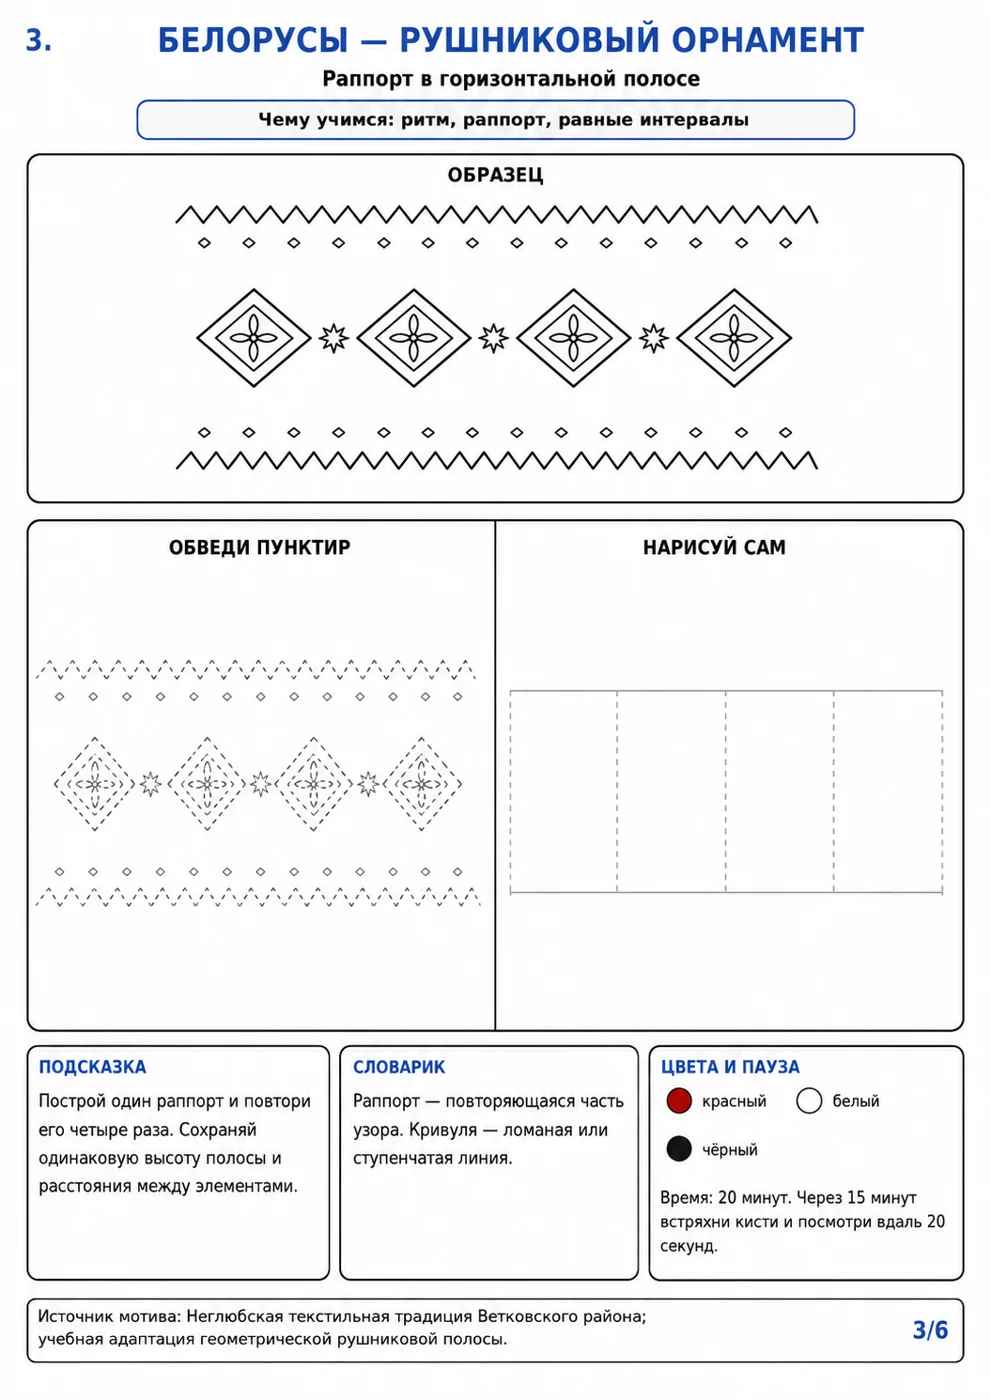 3.
БЕЛОРУСЫ — РУШНИКОВЫЙ ОРНАМЕНТ
Раппорт в горизонтальной полосе
Чему учимся: ритм, раппорт, равные интервалы
ОБРАЗЕЦ
ОБВЕДИ ПУНКТИР
НАРИСУЙ САМ
ПОДСКАЗКА
Построй один раппорт и повтори
его четыре раза. Сохраняй
одинаковую высоту полосы и
расстояния между элементами.
СЛОВАРИК
Раппорт — повторяющаяся часть
узора. Кривуля — ломаная или
ступенчатая линия.
ЦВЕТА И ПАУЗА
красный
белый
чёрный
Время: 20 минут. Через 15 минут
встряхни кисти и посмотри вдаль 20
секунд.
Источник мотива: Неглюбская текстильная традиция Ветковского района;
учебная адаптация геометрической рушниковой полосы.
3/6